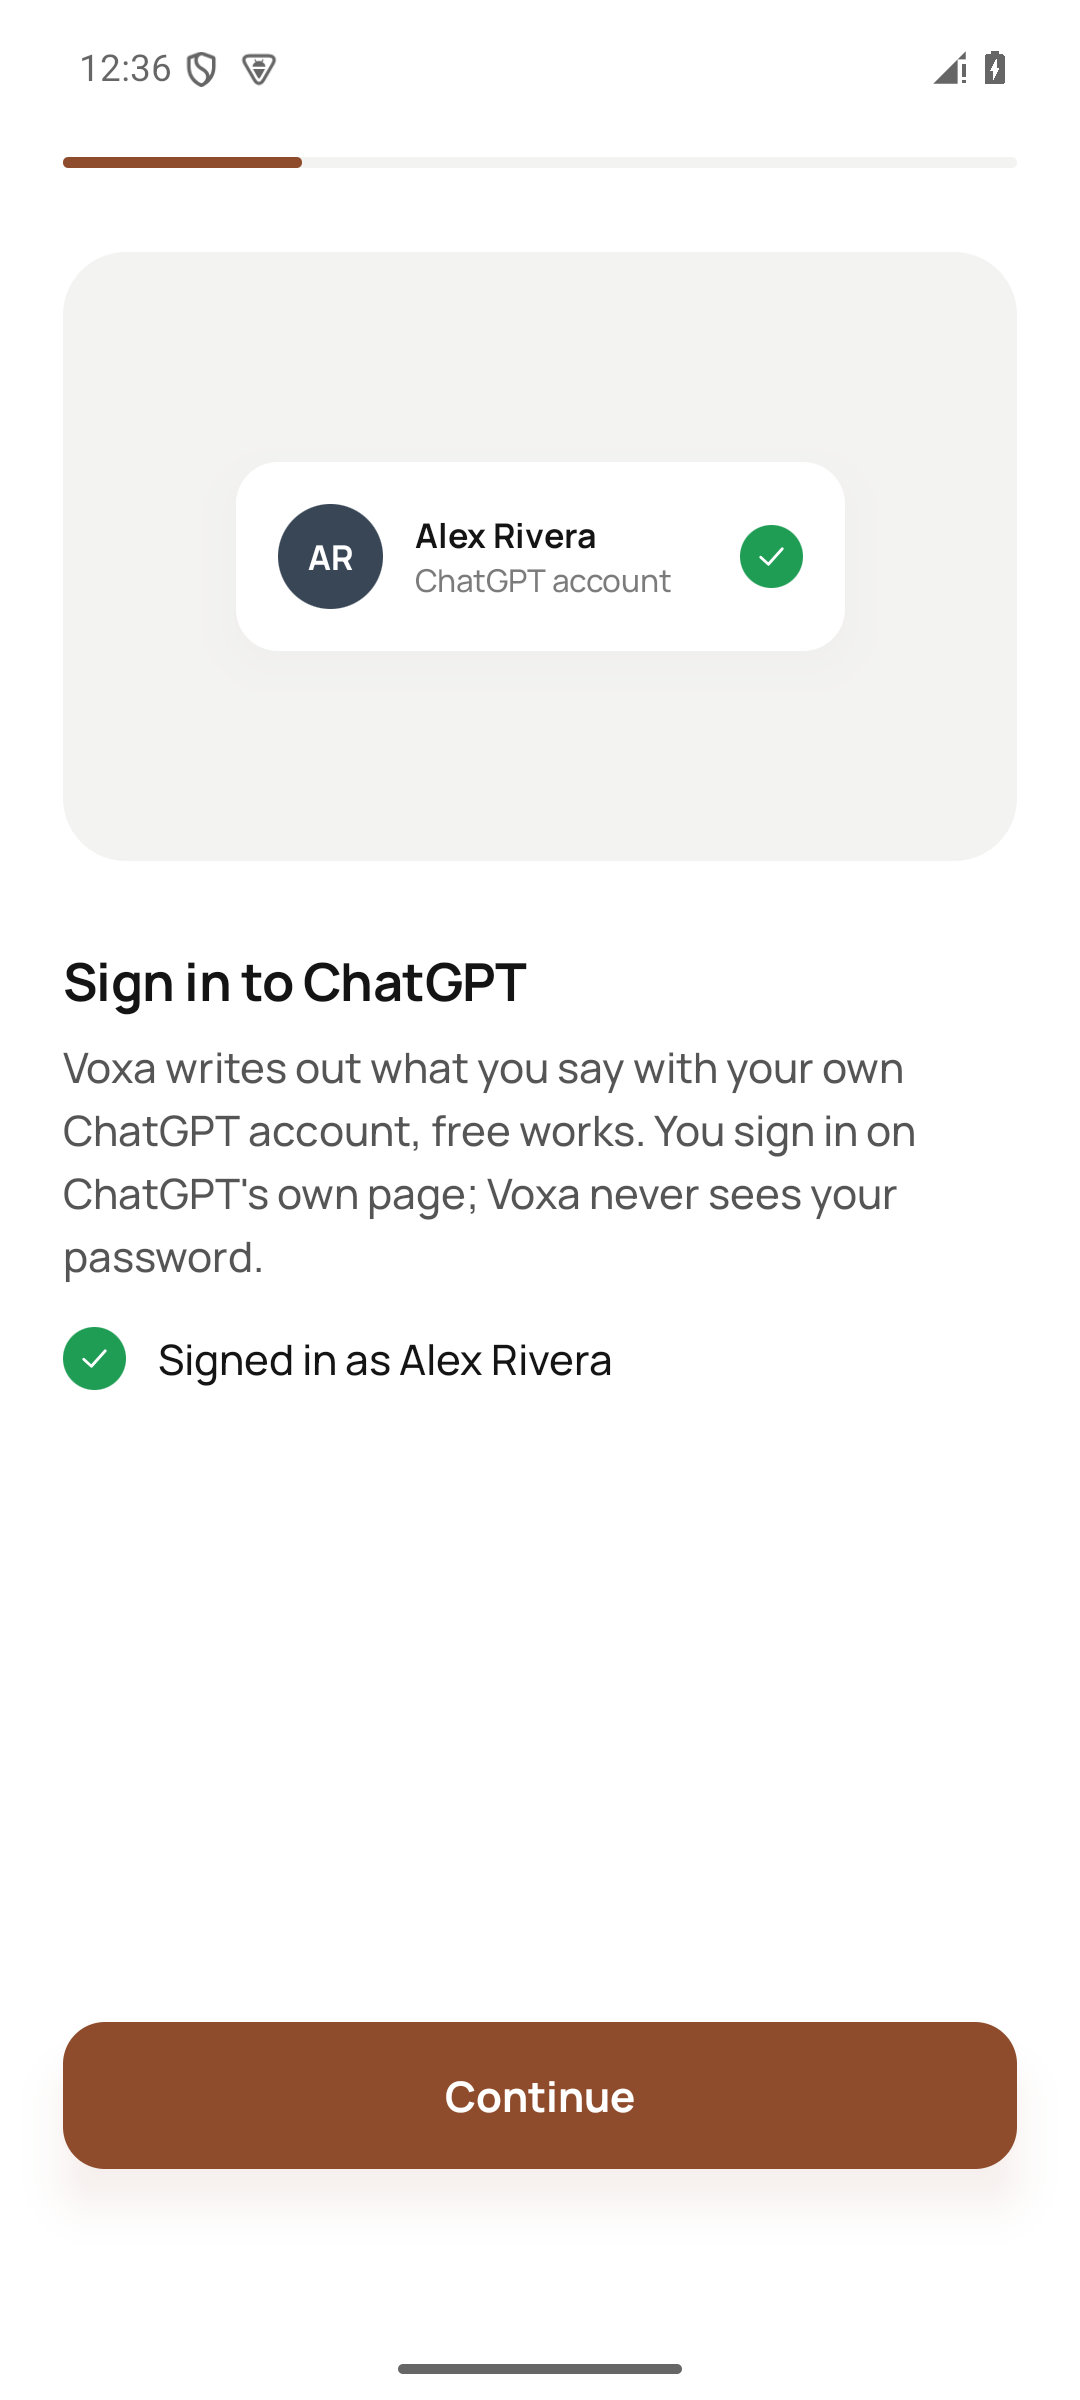 12:36
AR
Alex Rivera
ChatGPT account
Sign in to ChatGPT
Voxa writes out what you say with your own
ChatGPT account, free works. You sign in on
ChatGPT's own page; Voxa never sees your
password.
Signed in as Alex Rivera
Continue